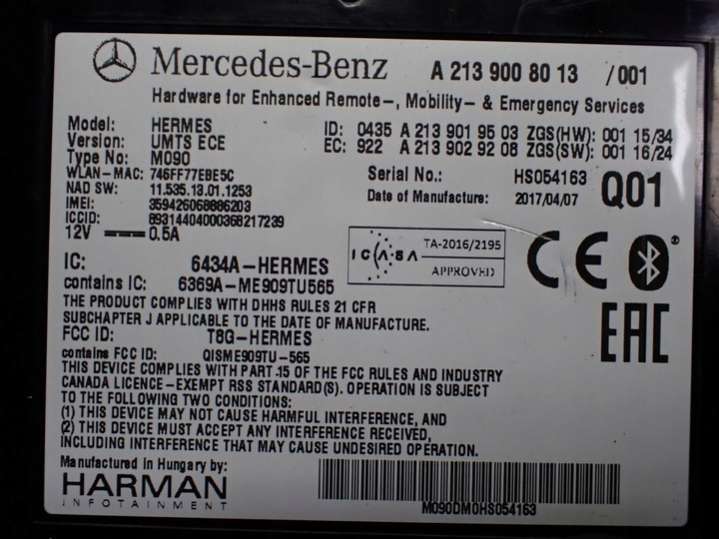 Mercedes-Benz A 213 900 80 13 /001
Hardware for Enhanced Remote-, Mobility- & Emergency Services
Model: HERMES ID: 0435 A 213 901 95 03 ZGS(HW): 001 15/34
Version: UMTS ECE EC: 922 A 213 902 92 08 ZGS(SW): 001 16/24
Type No: M090
WLAN-MAC: 746FF77EBE5C Serial No.: HS054163 Q01
NAD SW: 11.535.13.01.1253 Date of Manufacture: 2017/04/07
IMEI: 359426068886203
ICCID: 89314404000368217239
12V 0.5A
ICASA TA-2016/2195
APPROVED
CE
EAC
IC: 6434A-HERMES
contains IC: 6369A-ME909TU565
THE PRODUCT COMPLIES WITH DHHS RULES 21 CFR
SUBCHAPTER J APPLICABLE TO THE DATE OF MANUFACTURE.
FCC ID: T8G-HERMES
contains FCC ID: QISME909TU-565
THIS DEVICE COMPLIES WITH PART 15 OF THE FCC RULES AND INDUSTRY
CANADA LICENCE-EXEMPT RSS STANDARD(S). OPERATION IS SUBJECT
TO THE FOLLOWING TWO CONDITIONS:
(1) THIS DEVICE MAY NOT CAUSE HARMFUL INTERFERENCE, AND
(2) THIS DEVICE MUST ACCEPT ANY INTERFERENCE RECEIVED,
INCLUDING INTERFERENCE THAT MAY CAUSE UNDESIRED OPERATION.
Manufactured in Hungary by:
HARMAN
INFOTAINMENT
M090DM0HS054163